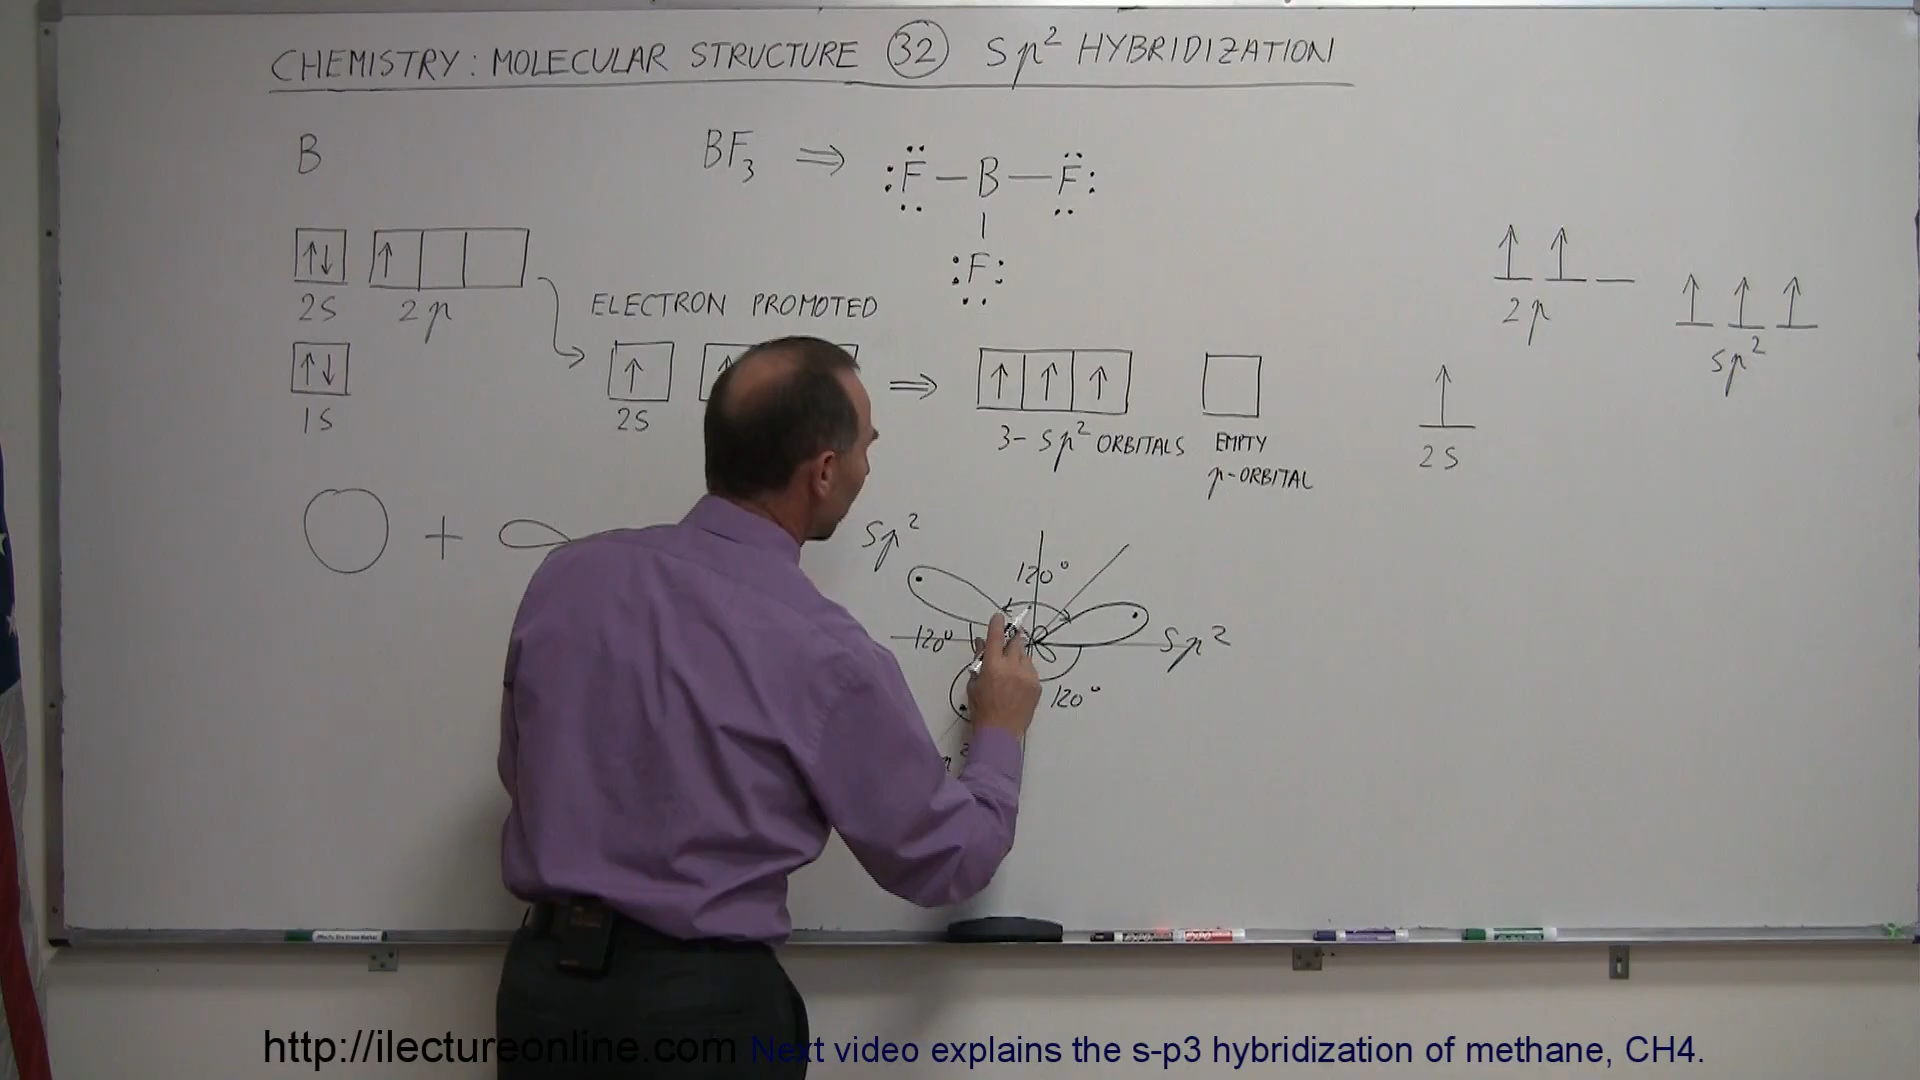 CHEMISTRY: MOLECULAR STRUCTURE 32 Sp² HYBRIDIZATION
B
BF₃ ⇒ :F—B—F:
F
↑↓ ↑
2S 2p
↑↓
1S
ELECTRON PROMOTED
↑ ↑
2S
⇒ ↑ ↑ ↑
3- Sp² ORBITALS
EMPTY
p-ORBITAL
↑ ↑
2p
↑ ↑ ↑
Sp²
↑
2S
+
Sp²
120°
120°
Sp²
120°
http://ilectureonline.com Next video explains the s-p3 hybridization of methane, CH4.